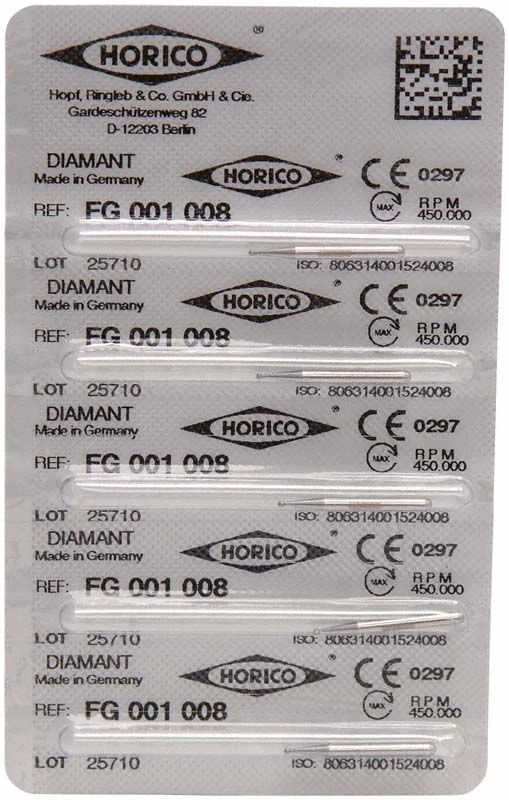 HORICO ®
Hopf, Ringleb & Co. GmbH & Cie.
Gardeschützenweg 82
D-12203 Berlin
DIAMANT HORICO ® CE 0297
Made in Germany
REF: FG 001 008 MAX RPM 450.000
LOT 25710 ISO: 806314001524008
DIAMANT HORICO ® CE 0297
Made in Germany
REF: FG 001 008 MAX RPM 450.000
LOT 25710 ISO: 806314001524008
DIAMANT HORICO ® CE 0297
Made in Germany
REF: FG 001 008 MAX RPM 450.000
LOT 25710 ISO: 806314001524008
DIAMANT HORICO ® CE 0297
Made in Germany
REF: FG 001 008 MAX RPM 450.000
LOT 25710 ISO: 806314001524008
DIAMANT HORICO ® CE 0297
Made in Germany
REF: FG 001 008 MAX RPM 450.000
LOT 25710 ISO: 806314001524008